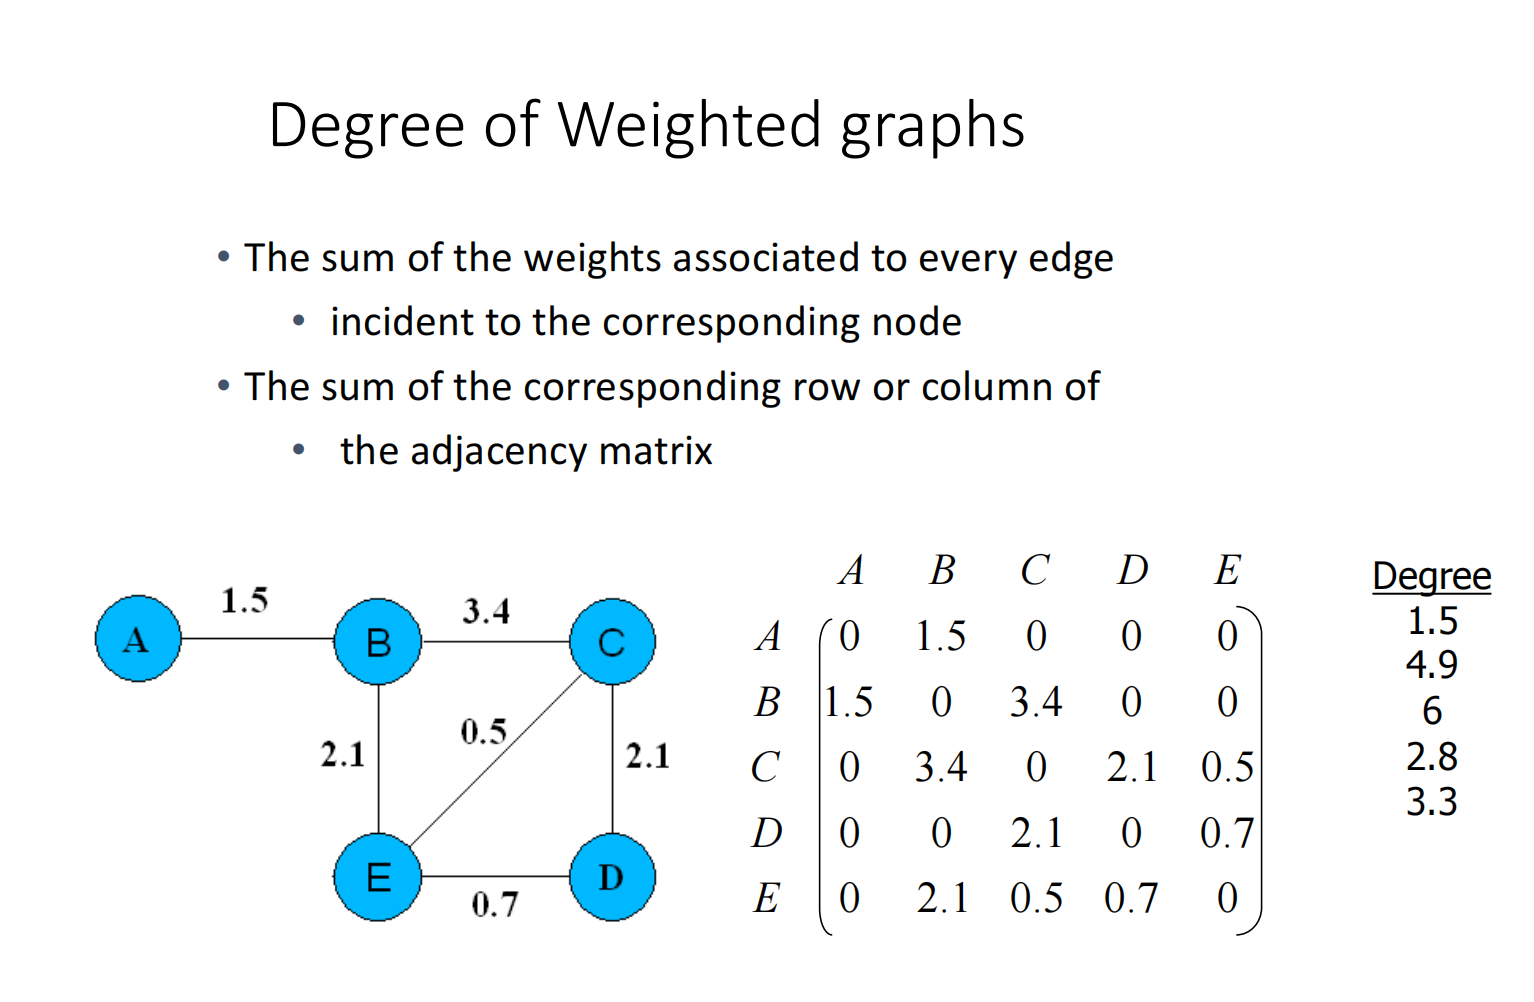 Degree of Weighted graphs
• The sum of the weights associated to every edge
• incident to the corresponding node
• The sum of the corresponding row or column of
• the adjacency matrix
A 1.5 B 3.4 C
2.1 0.5 2.1
E 0.7 D
A B C D E
A 0 1.5 0 0 0
B 1.5 0 3.4 0 0
C 0 3.4 0 2.1 0.5
D 0 0 2.1 0 0.7
E 0 2.1 0.5 0.7 0
Degree
1.5
4.9
6
2.8
3.3